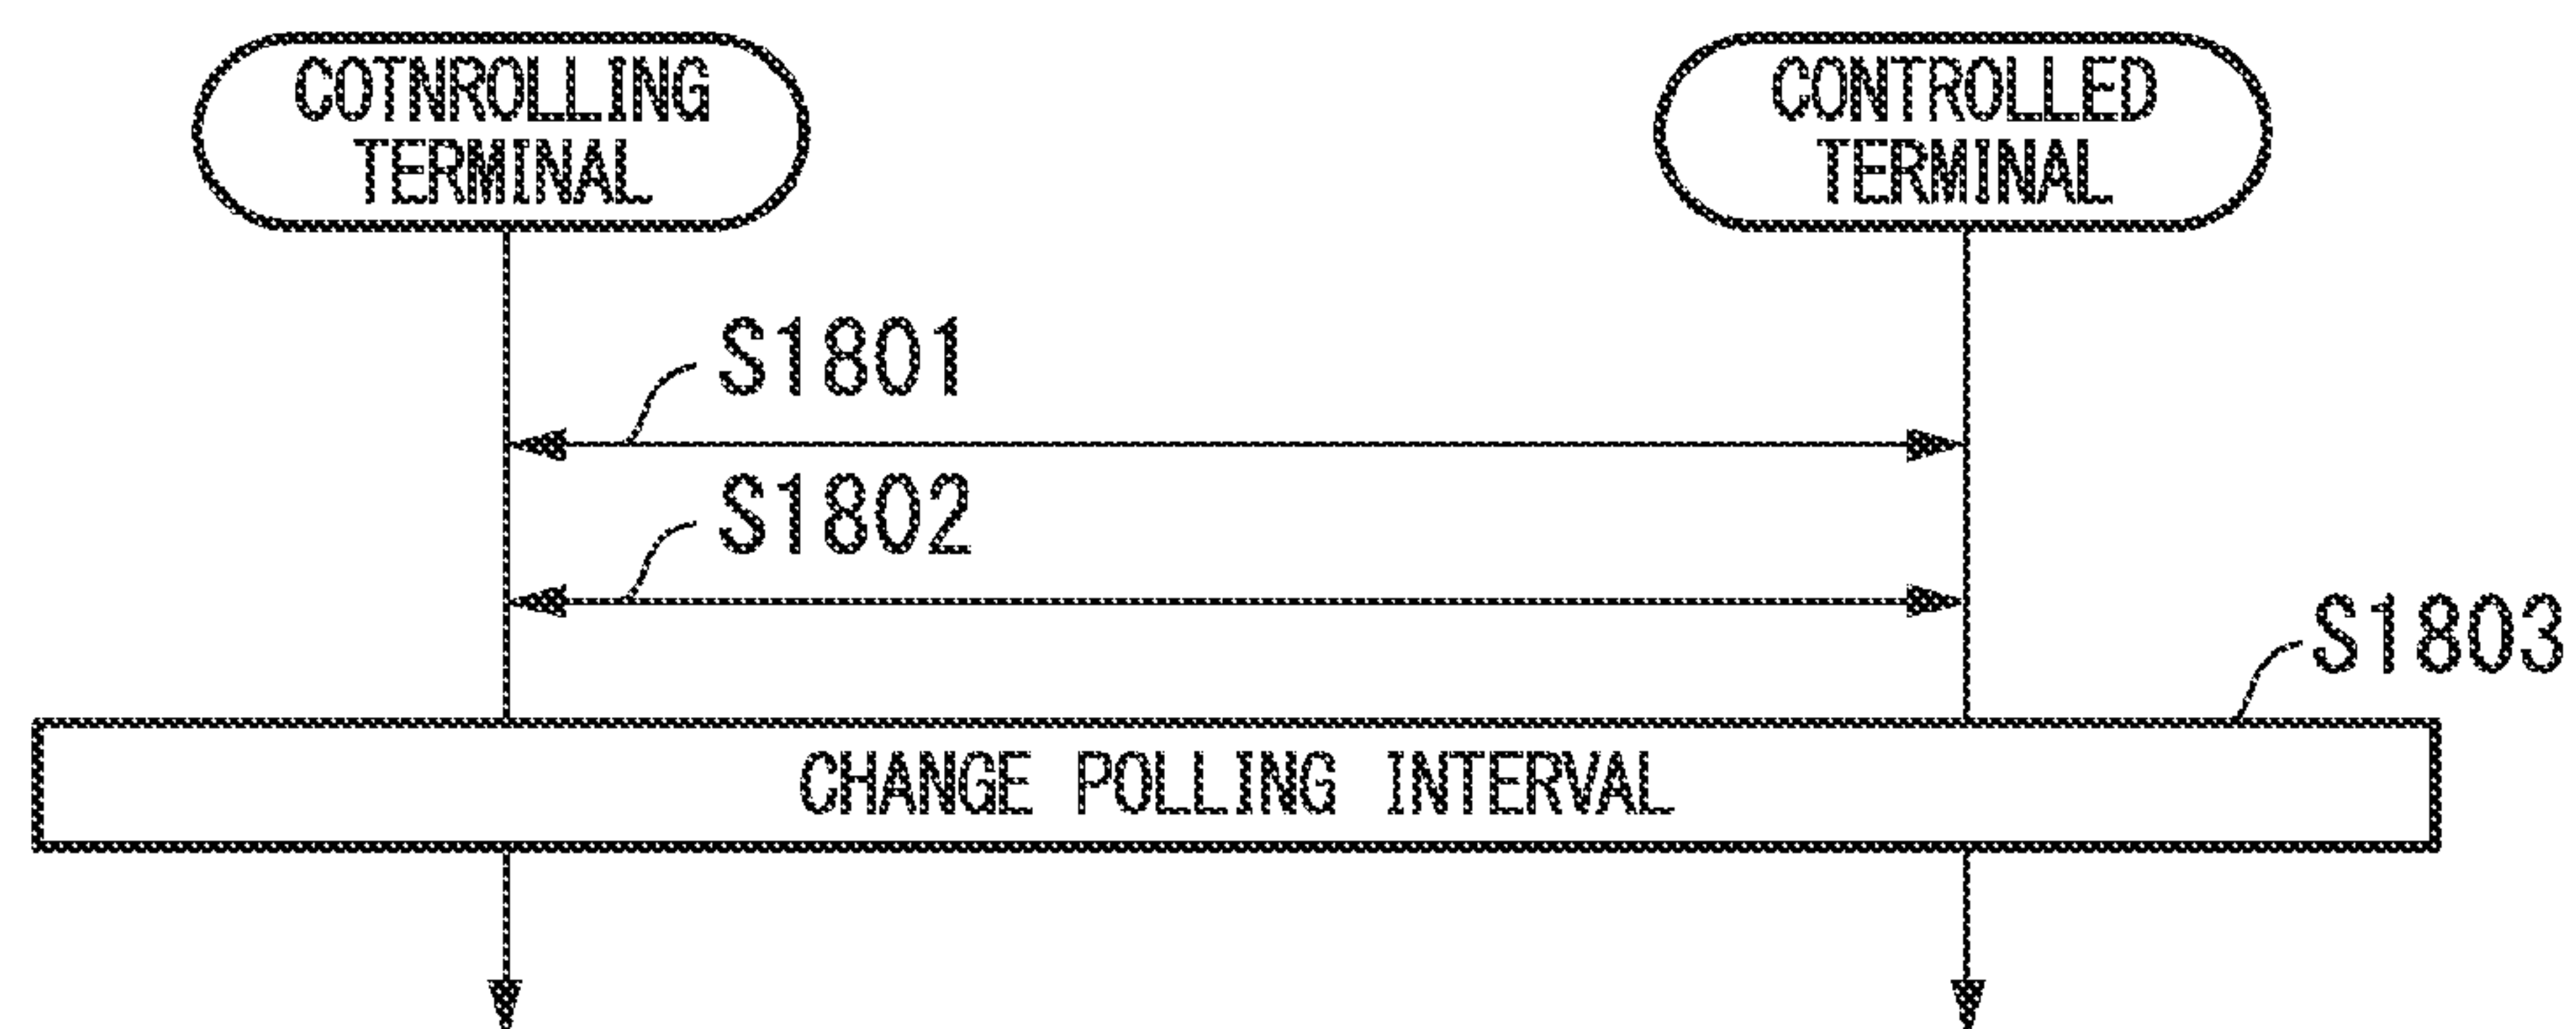 COTNROLLING
TERMINAL
CONTROLLED
TERMINAL
S1801
S1802
S1803
CHANGE POLLING INTERVAL